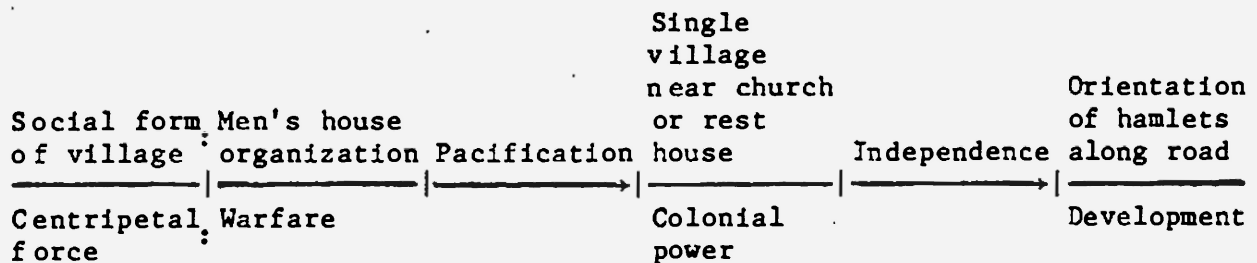 Single
village
near church Orientation
Social form: Men's house or rest of hamlets
of village organization Pacification house Independence along road
Centripetal: Warfare Colonial Development
force power